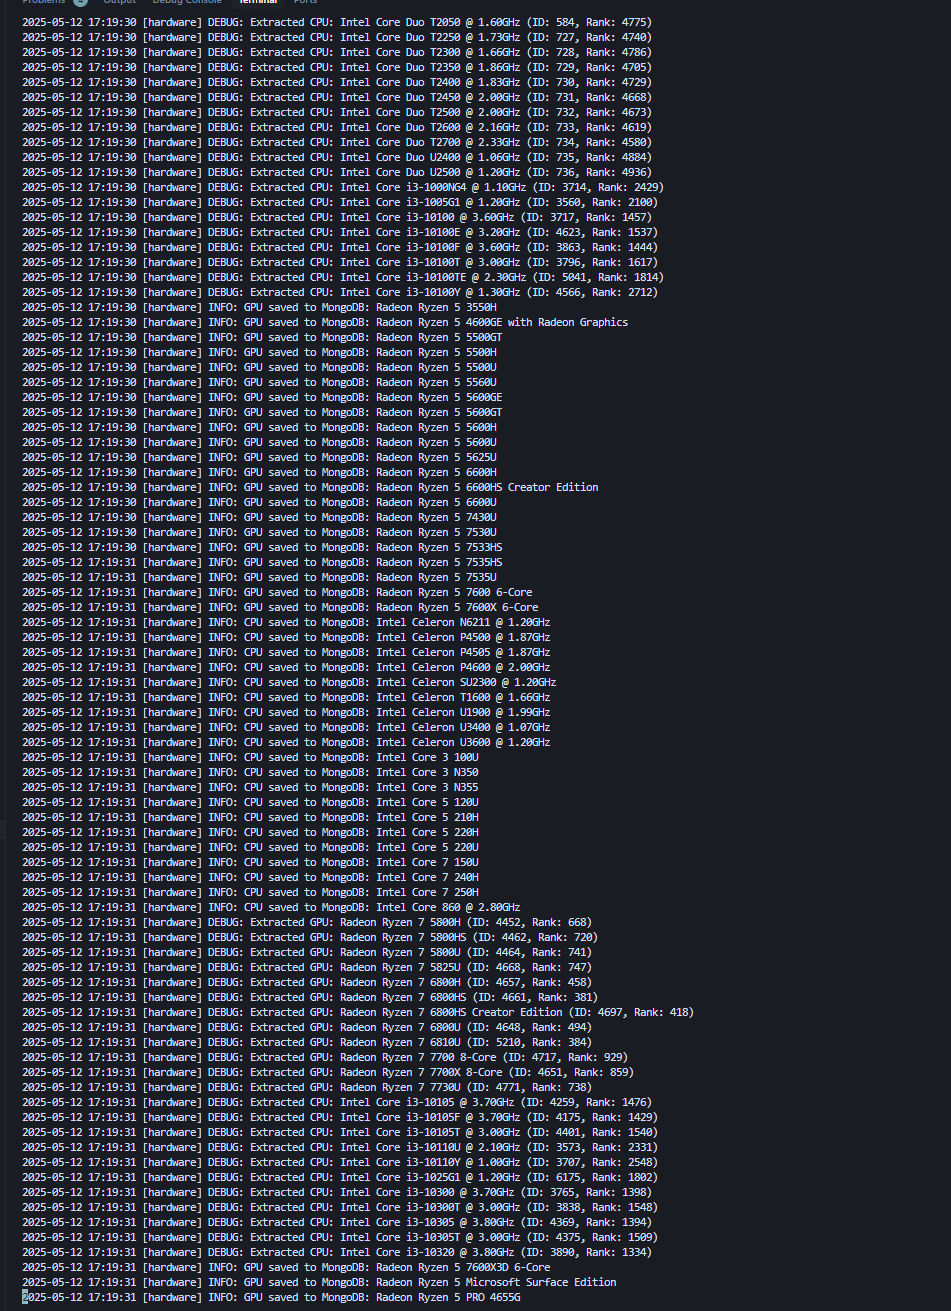 Problems Output Debug Console Terminal Ports
2025-05-12 17:19:30 [hardware] DEBUG: Extracted CPU: Intel Core Duo T2050 @ 1.60GHz (ID: 584, Rank: 4775)
2025-05-12 17:19:30 [hardware] DEBUG: Extracted CPU: Intel Core Duo T2250 @ 1.73GHz (ID: 727, Rank: 4740)
2025-05-12 17:19:30 [hardware] DEBUG: Extracted CPU: Intel Core Duo T2300 @ 1.66GHz (ID: 728, Rank: 4786)
2025-05-12 17:19:30 [hardware] DEBUG: Extracted CPU: Intel Core Duo T2350 @ 1.86GHz (ID: 729, Rank: 4705)
2025-05-12 17:19:30 [hardware] DEBUG: Extracted CPU: Intel Core Duo T2400 @ 1.83GHz (ID: 730, Rank: 4729)
2025-05-12 17:19:30 [hardware] DEBUG: Extracted CPU: Intel Core Duo T2450 @ 2.00GHz (ID: 731, Rank: 4668)
2025-05-12 17:19:30 [hardware] DEBUG: Extracted CPU: Intel Core Duo T2500 @ 2.00GHz (ID: 732, Rank: 4673)
2025-05-12 17:19:30 [hardware] DEBUG: Extracted CPU: Intel Core Duo T2600 @ 2.16GHz (ID: 733, Rank: 4619)
2025-05-12 17:19:30 [hardware] DEBUG: Extracted CPU: Intel Core Duo T2700 @ 2.33GHz (ID: 734, Rank: 4580)
2025-05-12 17:19:30 [hardware] DEBUG: Extracted CPU: Intel Core Duo U2400 @ 1.06GHz (ID: 735, Rank: 4884)
2025-05-12 17:19:30 [hardware] DEBUG: Extracted CPU: Intel Core Duo U2500 @ 1.20GHz (ID: 736, Rank: 4936)
2025-05-12 17:19:30 [hardware] DEBUG: Extracted CPU: Intel Core i3-1000NG4 @ 1.10GHz (ID: 3714, Rank: 2429)
2025-05-12 17:19:30 [hardware] DEBUG: Extracted CPU: Intel Core i3-1005G1 @ 1.20GHz (ID: 3560, Rank: 2100)
2025-05-12 17:19:30 [hardware] DEBUG: Extracted CPU: Intel Core i3-10100 @ 3.60GHz (ID: 3717, Rank: 1457)
2025-05-12 17:19:30 [hardware] DEBUG: Extracted CPU: Intel Core i3-10100E @ 3.20GHz (ID: 4623, Rank: 1537)
2025-05-12 17:19:30 [hardware] DEBUG: Extracted CPU: Intel Core i3-10100F @ 3.60GHz (ID: 3863, Rank: 1444)
2025-05-12 17:19:30 [hardware] DEBUG: Extracted CPU: Intel Core i3-10100T @ 3.00GHz (ID: 3796, Rank: 1617)
2025-05-12 17:19:30 [hardware] DEBUG: Extracted CPU: Intel Core i3-10100TE @ 2.30GHz (ID: 5041, Rank: 1814)
2025-05-12 17:19:30 [hardware] DEBUG: Extracted CPU: Intel Core i3-10100Y @ 1.30GHz (ID: 4566, Rank: 2712)
2025-05-12 17:19:30 [hardware] INFO: GPU saved to MongoDB: Radeon Ryzen 5 3550H
2025-05-12 17:19:30 [hardware] INFO: GPU saved to MongoDB: Radeon Ryzen 5 4600GE with Radeon Graphics
2025-05-12 17:19:30 [hardware] INFO: GPU saved to MongoDB: Radeon Ryzen 5 5500GT
2025-05-12 17:19:30 [hardware] INFO: GPU saved to MongoDB: Radeon Ryzen 5 5500H
2025-05-12 17:19:30 [hardware] INFO: GPU saved to MongoDB: Radeon Ryzen 5 5500U
2025-05-12 17:19:30 [hardware] INFO: GPU saved to MongoDB: Radeon Ryzen 5 5560U
2025-05-12 17:19:30 [hardware] INFO: GPU saved to MongoDB: Radeon Ryzen 5 5600GE
2025-05-12 17:19:30 [hardware] INFO: GPU saved to MongoDB: Radeon Ryzen 5 5600GT
2025-05-12 17:19:30 [hardware] INFO: GPU saved to MongoDB: Radeon Ryzen 5 5600H
2025-05-12 17:19:30 [hardware] INFO: GPU saved to MongoDB: Radeon Ryzen 5 5600U
2025-05-12 17:19:30 [hardware] INFO: GPU saved to MongoDB: Radeon Ryzen 5 5625U
2025-05-12 17:19:30 [hardware] INFO: GPU saved to MongoDB: Radeon Ryzen 5 6600H
2025-05-12 17:19:30 [hardware] INFO: GPU saved to MongoDB: Radeon Ryzen 5 6600HS Creator Edition
2025-05-12 17:19:30 [hardware] INFO: GPU saved to MongoDB: Radeon Ryzen 5 6600U
2025-05-12 17:19:30 [hardware] INFO: GPU saved to MongoDB: Radeon Ryzen 5 7430U
2025-05-12 17:19:30 [hardware] INFO: GPU saved to MongoDB: Radeon Ryzen 5 7530U
2025-05-12 17:19:30 [hardware] INFO: GPU saved to MongoDB: Radeon Ryzen 5 7533HS
2025-05-12 17:19:31 [hardware] INFO: GPU saved to MongoDB: Radeon Ryzen 5 7535HS
2025-05-12 17:19:31 [hardware] INFO: GPU saved to MongoDB: Radeon Ryzen 5 7535U
2025-05-12 17:19:31 [hardware] INFO: GPU saved to MongoDB: Radeon Ryzen 5 7600 6-Core
2025-05-12 17:19:31 [hardware] INFO: GPU saved to MongoDB: Radeon Ryzen 5 7600X 6-Core
2025-05-12 17:19:31 [hardware] INFO: CPU saved to MongoDB: Intel Celeron N6211 @ 1.20GHz
2025-05-12 17:19:31 [hardware] INFO: CPU saved to MongoDB: Intel Celeron P4500 @ 1.87GHz
2025-05-12 17:19:31 [hardware] INFO: CPU saved to MongoDB: Intel Celeron P4505 @ 1.87GHz
2025-05-12 17:19:31 [hardware] INFO: CPU saved to MongoDB: Intel Celeron P4600 @ 2.00GHz
2025-05-12 17:19:31 [hardware] INFO: CPU saved to MongoDB: Intel Celeron SU2300 @ 1.20GHz
2025-05-12 17:19:31 [hardware] INFO: CPU saved to MongoDB: Intel Celeron T1600 @ 1.66GHz
2025-05-12 17:19:31 [hardware] INFO: CPU saved to MongoDB: Intel Celeron U1900 @ 1.99GHz
2025-05-12 17:19:31 [hardware] INFO: CPU saved to MongoDB: Intel Celeron U3400 @ 1.07GHz
2025-05-12 17:19:31 [hardware] INFO: CPU saved to MongoDB: Intel Celeron U3600 @ 1.20GHz
2025-05-12 17:19:31 [hardware] INFO: CPU saved to MongoDB: Intel Core 3 100U
2025-05-12 17:19:31 [hardware] INFO: CPU saved to MongoDB: Intel Core 3 N350
2025-05-12 17:19:31 [hardware] INFO: CPU saved to MongoDB: Intel Core 3 N355
2025-05-12 17:19:31 [hardware] INFO: CPU saved to MongoDB: Intel Core 5 120U
2025-05-12 17:19:31 [hardware] INFO: CPU saved to MongoDB: Intel Core 5 210H
2025-05-12 17:19:31 [hardware] INFO: CPU saved to MongoDB: Intel Core 5 220H
2025-05-12 17:19:31 [hardware] INFO: CPU saved to MongoDB: Intel Core 5 220U
2025-05-12 17:19:31 [hardware] INFO: CPU saved to MongoDB: Intel Core 7 150U
2025-05-12 17:19:31 [hardware] INFO: CPU saved to MongoDB: Intel Core 7 240H
2025-05-12 17:19:31 [hardware] INFO: CPU saved to MongoDB: Intel Core 7 250H
2025-05-12 17:19:31 [hardware] INFO: CPU saved to MongoDB: Intel Core 860 @ 2.80GHz
2025-05-12 17:19:31 [hardware] DEBUG: Extracted GPU: Radeon Ryzen 7 5800H (ID: 4452, Rank: 668)
2025-05-12 17:19:31 [hardware] DEBUG: Extracted GPU: Radeon Ryzen 7 5800HS (ID: 4462, Rank: 720)
2025-05-12 17:19:31 [hardware] DEBUG: Extracted GPU: Radeon Ryzen 7 5800U (ID: 4464, Rank: 741)
2025-05-12 17:19:31 [hardware] DEBUG: Extracted GPU: Radeon Ryzen 7 5825U (ID: 4668, Rank: 747)
2025-05-12 17:19:31 [hardware] DEBUG: Extracted GPU: Radeon Ryzen 7 6800H (ID: 4657, Rank: 458)
2025-05-12 17:19:31 [hardware] DEBUG: Extracted GPU: Radeon Ryzen 7 6800HS (ID: 4661, Rank: 381)
2025-05-12 17:19:31 [hardware] DEBUG: Extracted GPU: Radeon Ryzen 7 6800HS Creator Edition (ID: 4697, Rank: 418)
2025-05-12 17:19:31 [hardware] DEBUG: Extracted GPU: Radeon Ryzen 7 6800U (ID: 4648, Rank: 494)
2025-05-12 17:19:31 [hardware] DEBUG: Extracted GPU: Radeon Ryzen 7 6810U (ID: 5210, Rank: 384)
2025-05-12 17:19:31 [hardware] DEBUG: Extracted GPU: Radeon Ryzen 7 7700 8-Core (ID: 4717, Rank: 929)
2025-05-12 17:19:31 [hardware] DEBUG: Extracted GPU: Radeon Ryzen 7 7700X 8-Core (ID: 4651, Rank: 859)
2025-05-12 17:19:31 [hardware] DEBUG: Extracted GPU: Radeon Ryzen 7 7730U (ID: 4771, Rank: 738)
2025-05-12 17:19:31 [hardware] DEBUG: Extracted CPU: Intel Core i3-10105 @ 3.70GHz (ID: 4259, Rank: 1476)
2025-05-12 17:19:31 [hardware] DEBUG: Extracted CPU: Intel Core i3-10105F @ 3.70GHz (ID: 4175, Rank: 1429)
2025-05-12 17:19:31 [hardware] DEBUG: Extracted CPU: Intel Core i3-10105T @ 3.00GHz (ID: 4401, Rank: 1540)
2025-05-12 17:19:31 [hardware] DEBUG: Extracted CPU: Intel Core i3-10110U @ 2.10GHz (ID: 3573, Rank: 2331)
2025-05-12 17:19:31 [hardware] DEBUG: Extracted CPU: Intel Core i3-10110Y @ 1.00GHz (ID: 3707, Rank: 2548)
2025-05-12 17:19:31 [hardware] DEBUG: Extracted CPU: Intel Core i3-1025G1 @ 1.20GHz (ID: 6175, Rank: 1802)
2025-05-12 17:19:31 [hardware] DEBUG: Extracted CPU: Intel Core i3-10300 @ 3.70GHz (ID: 3765, Rank: 1398)
2025-05-12 17:19:31 [hardware] DEBUG: Extracted CPU: Intel Core i3-10300T @ 3.00GHz (ID: 3838, Rank: 1548)
2025-05-12 17:19:31 [hardware] DEBUG: Extracted CPU: Intel Core i3-10305 @ 3.80GHz (ID: 4369, Rank: 1394)
2025-05-12 17:19:31 [hardware] DEBUG: Extracted CPU: Intel Core i3-10305T @ 3.00GHz (ID: 4375, Rank: 1509)
2025-05-12 17:19:31 [hardware] DEBUG: Extracted CPU: Intel Core i3-10320 @ 3.80GHz (ID: 3890, Rank: 1334)
2025-05-12 17:19:31 [hardware] INFO: GPU saved to MongoDB: Radeon Ryzen 5 7600X3D 6-Core
2025-05-12 17:19:31 [hardware] INFO: GPU saved to MongoDB: Radeon Ryzen 5 Microsoft Surface Edition
2025-05-12 17:19:31 [hardware] INFO: GPU saved to MongoDB: Radeon Ryzen 5 PRO 4655G